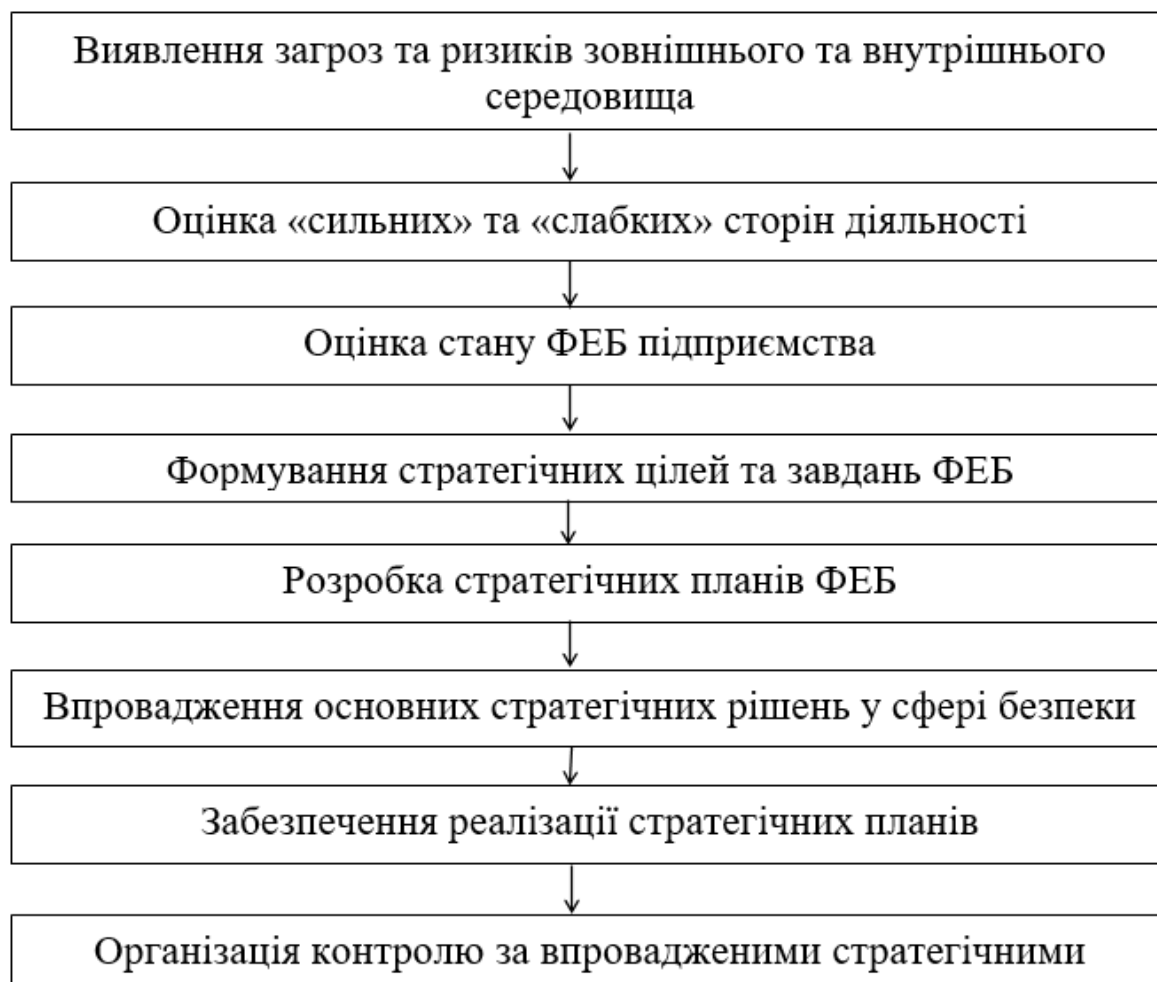 Виявлення загроз та ризиків зовнішнього та внутрішнього
середовища
Оцінка «сильних» та «слабких» сторін діяльності
Оцінка стану ФЕБ підприємства
Формування стратегічних цілей та завдань ФЕБ
Розробка стратегічних планів ФЕБ
Впровадження основних стратегічних рішень у сфері безпеки
Забезпечення реалізації стратегічних планів
Організація контролю за впровадженими стратегічними